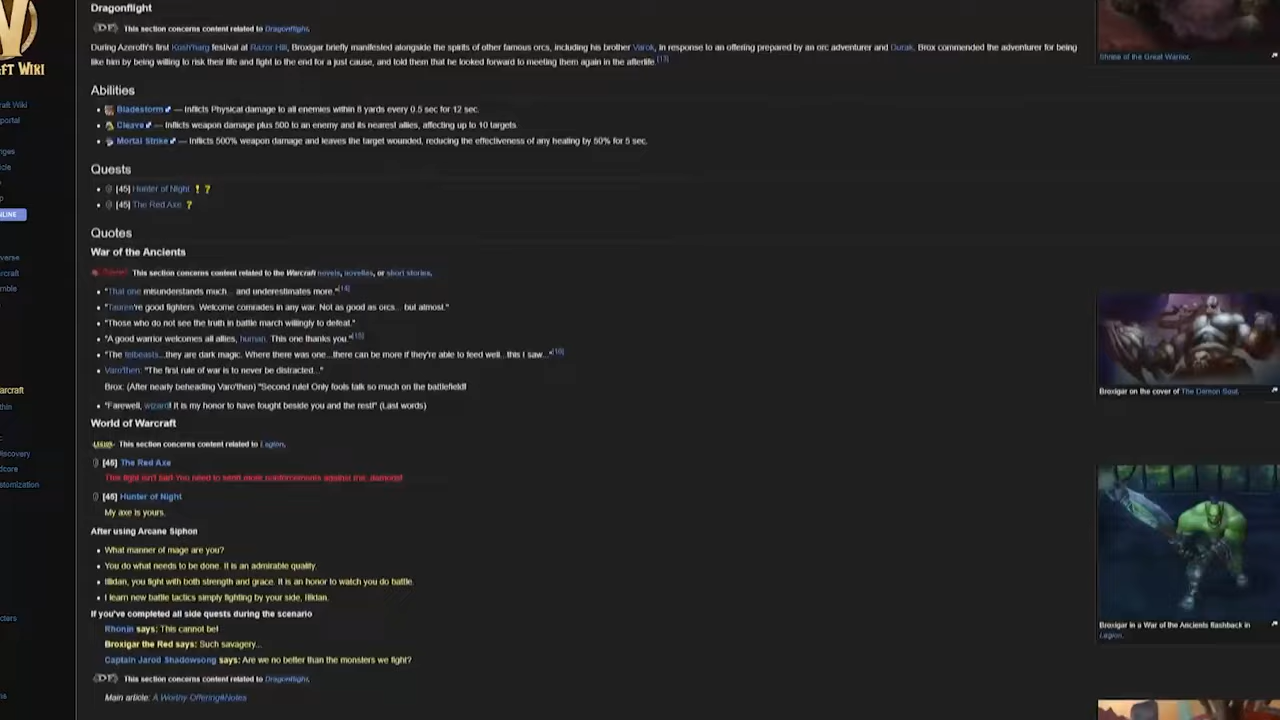 Dragonflight
This section concerns content related to Dragonflight.
During Azeroth's first Kosh'harg festival at Razor Hill, Broxigar briefly manifested alongside the spirits of other famous orcs, including his brother Varok, in response to an offering prepared by an orc adventurer and Durak. Brox commended the adventurer for being
like him by being willing to risk their life and fight to the end for a just cause, and told them that he looked forward to meeting them again in the afterlife.[13]
Shrine of the Great Warrior.
CRAFT WIKI
Abilities
Bladestorm — Inflicts Physical damage to all enemies within 8 yards every 0.5 sec for 12 sec.
Cleave — Inflicts weapon damage plus 500 to an enemy and its nearest allies, affecting up to 10 targets.
Mortal Strike — Inflicts 500% weapon damage and leaves the target wounded, reducing the effectiveness of any healing by 50% for 5 sec.
Quests
[45] Hunter of Night ! ?
[45] The Red Axe ?
Quotes
War of the Ancients
This section concerns content related to the Warcraft novels, novellas, or short stories.
"That one misunderstands much... and underestimates more."[14]
"Tauren're good fighters. Welcome comrades in any war. Not as good as orcs... but almost."
"Those who do not see the truth in battle march willingly to defeat."
"A good warrior welcomes all allies, human. This one thanks you."[15]
"The felbeasts...they are dark magic. Where there was one...there can be more if they're able to feed well...this I saw..."[16]
Varo'then: "The first rule of war is to never be distracted..."
Brox: (After nearly beheading Varo'then) "Second rule! Only fools talk so much on the battlefield!
"Farewell, wizard! It is my honor to have fought beside you and the rest!" (Last words)
Broxigar on the cover of The Demon Soul.
World of Warcraft
This section concerns content related to Legion.
[45] The Red Axe
This fight isn't fair! You need to send more reinforcements against me, demons!
[45] Hunter of Night
My axe is yours.
After using Arcane Siphon
What manner of mage are you?
You do what needs to be done. It is an admirable quality.
Illidan, you fight with both strength and grace. It is an honor to watch you do battle.
I learn new battle tactics simply fighting by your side, Illidan.
If you've completed all side quests during the scenario
Rhonin says: This cannot be!
Broxigar the Red says: Such savagery...
Captain Jarod Shadowsong says: Are we no better than the monsters we fight?
Broxigar in a War of the Ancients flashback in
Legion.
This section concerns content related to Dragonflight.
Main article: A Worthy Offering#Notes